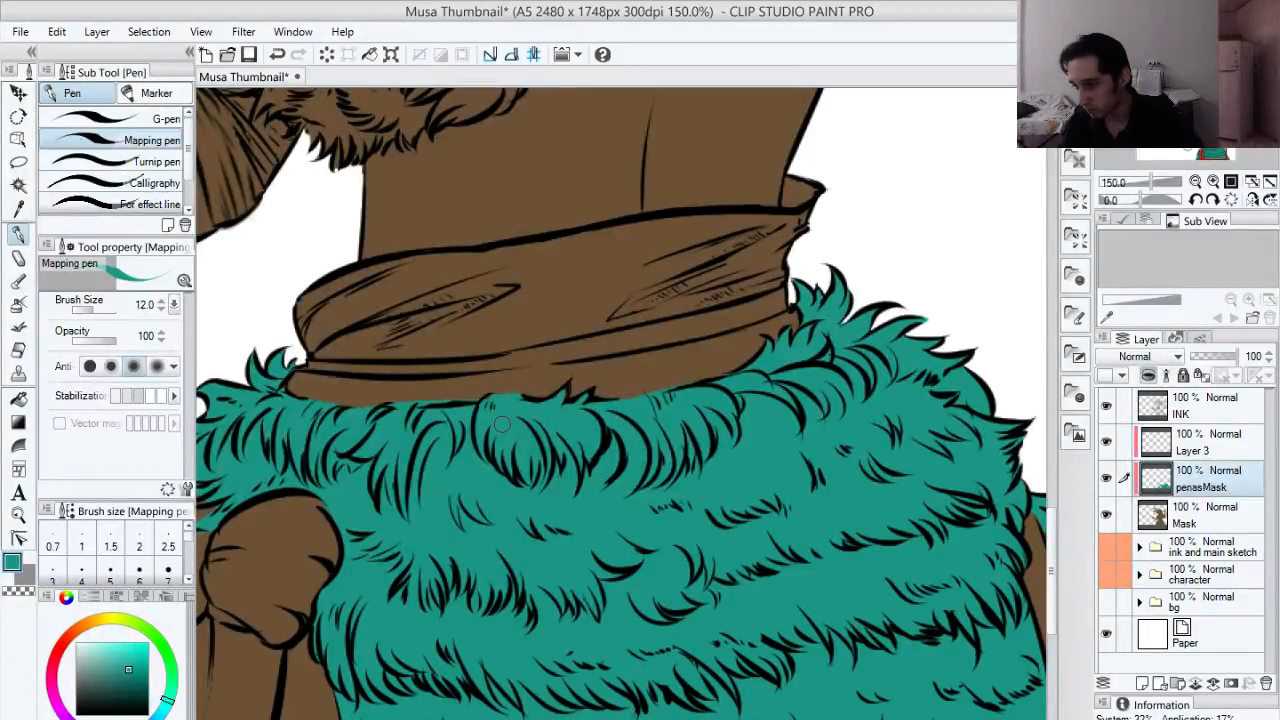 Musa Thumbnail* (A5 2480 x 1748px 300dpi 150.0%) - CLIP STUDIO PAINT PRO
File Edit Layer Selection View Filter Window Help
Musa Thumbnail*
Sub Tool [Pen]
Pen Marker
G-pen
Mapping pen
Turnip pen
Calligraphy
For effect line
Tool property [Mapping
Mapping pen
Brush Size 12.0
Opacity 100
Anti-
Stabilization
Vector mag
Brush size [Mapping pe
0.7 1 1.5 2 2.5
3 4 5 6 7
150.0
0.0
Sub View
Layer
Normal 100
100 % Normal
INK
100 % Normal
Layer 3
100 % Normal
penasMask
100 % Normal
Mask
100 % Normal
ink and main sketch
100 % Normal
character
100 % Normal
bg
Paper
Information
System: 22% Application: 17%